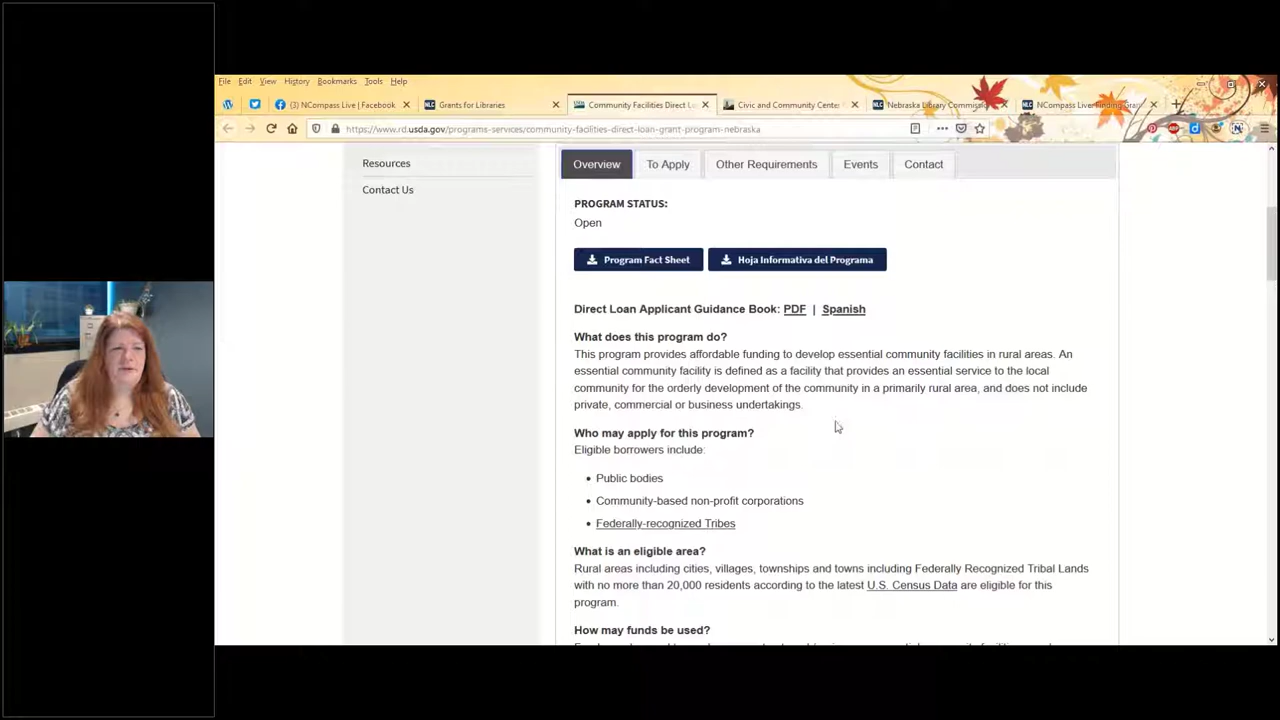 File Edit View History Bookmarks Tools Help
(3) NCompass Live | Facebook
Grants for Libraries
Community Facilities Direct Lo
Civic and Community Center F
Nebraska Library Commissi
NCompass Live: Finding Gran
https://www.rd.usda.gov/programs-services/community-facilities-direct-loan-grant-program-nebraska
Resources
Contact Us
Overview To Apply Other Requirements Events Contact
PROGRAM STATUS:
Open
Program Fact Sheet Hoja Informativa del Programa
Direct Loan Applicant Guidance Book: PDF | Spanish
What does this program do?
This program provides affordable funding to develop essential community facilities in rural areas. An
essential community facility is defined as a facility that provides an essential service to the local
community for the orderly development of the community in a primarily rural area, and does not include
private, commercial or business undertakings.
Who may apply for this program?
Eligible borrowers include:
• Public bodies
• Community-based non-profit corporations
• Federally-recognized Tribes
What is an eligible area?
Rural areas including cities, villages, townships and towns including Federally Recognized Tribal Lands
with no more than 20,000 residents according to the latest U.S. Census Data are eligible for this
program.
How may funds be used?